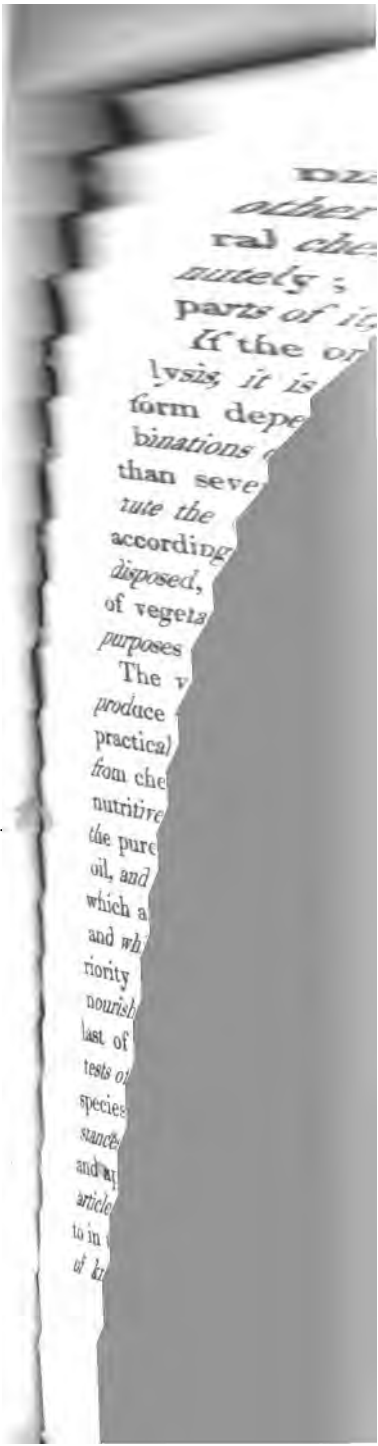 other
ral che
nutely ;
parts of it,
If the or
lysis, it is
form depe
binations
than seve
tute the
according
disposed,
of vegeta
purposes
The v
produce
practical
from che
nutritive
the pure
oil, and
which a
and whi
riority
nourish
last of
tests of
species
stances
and ap
article
to in
of kn